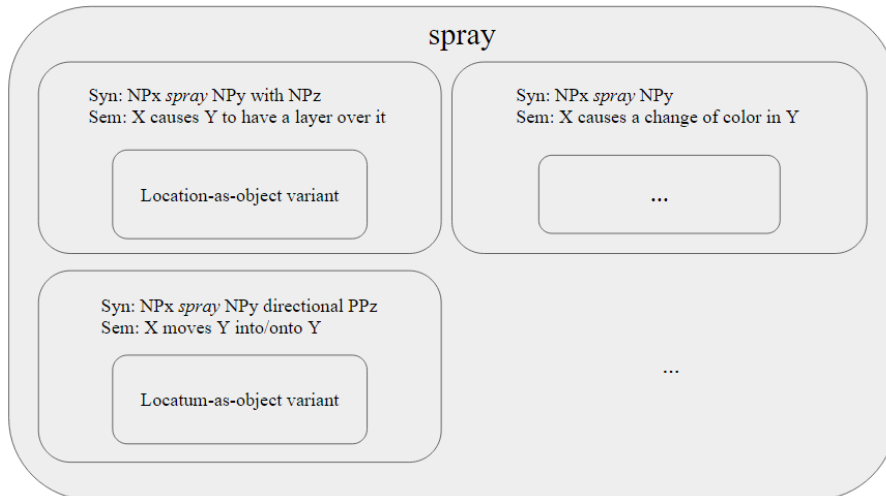 spray
Syn: NPx spray NPy with NPz
Sem: X causes Y to have a layer over it
Location-as-object variant
Syn: NPx spray NPy
Sem: X causes a change of color in Y
...
Syn: NPx spray NPy directional PPz
Sem: X moves Y into/onto Y
Locatum-as-object variant
...